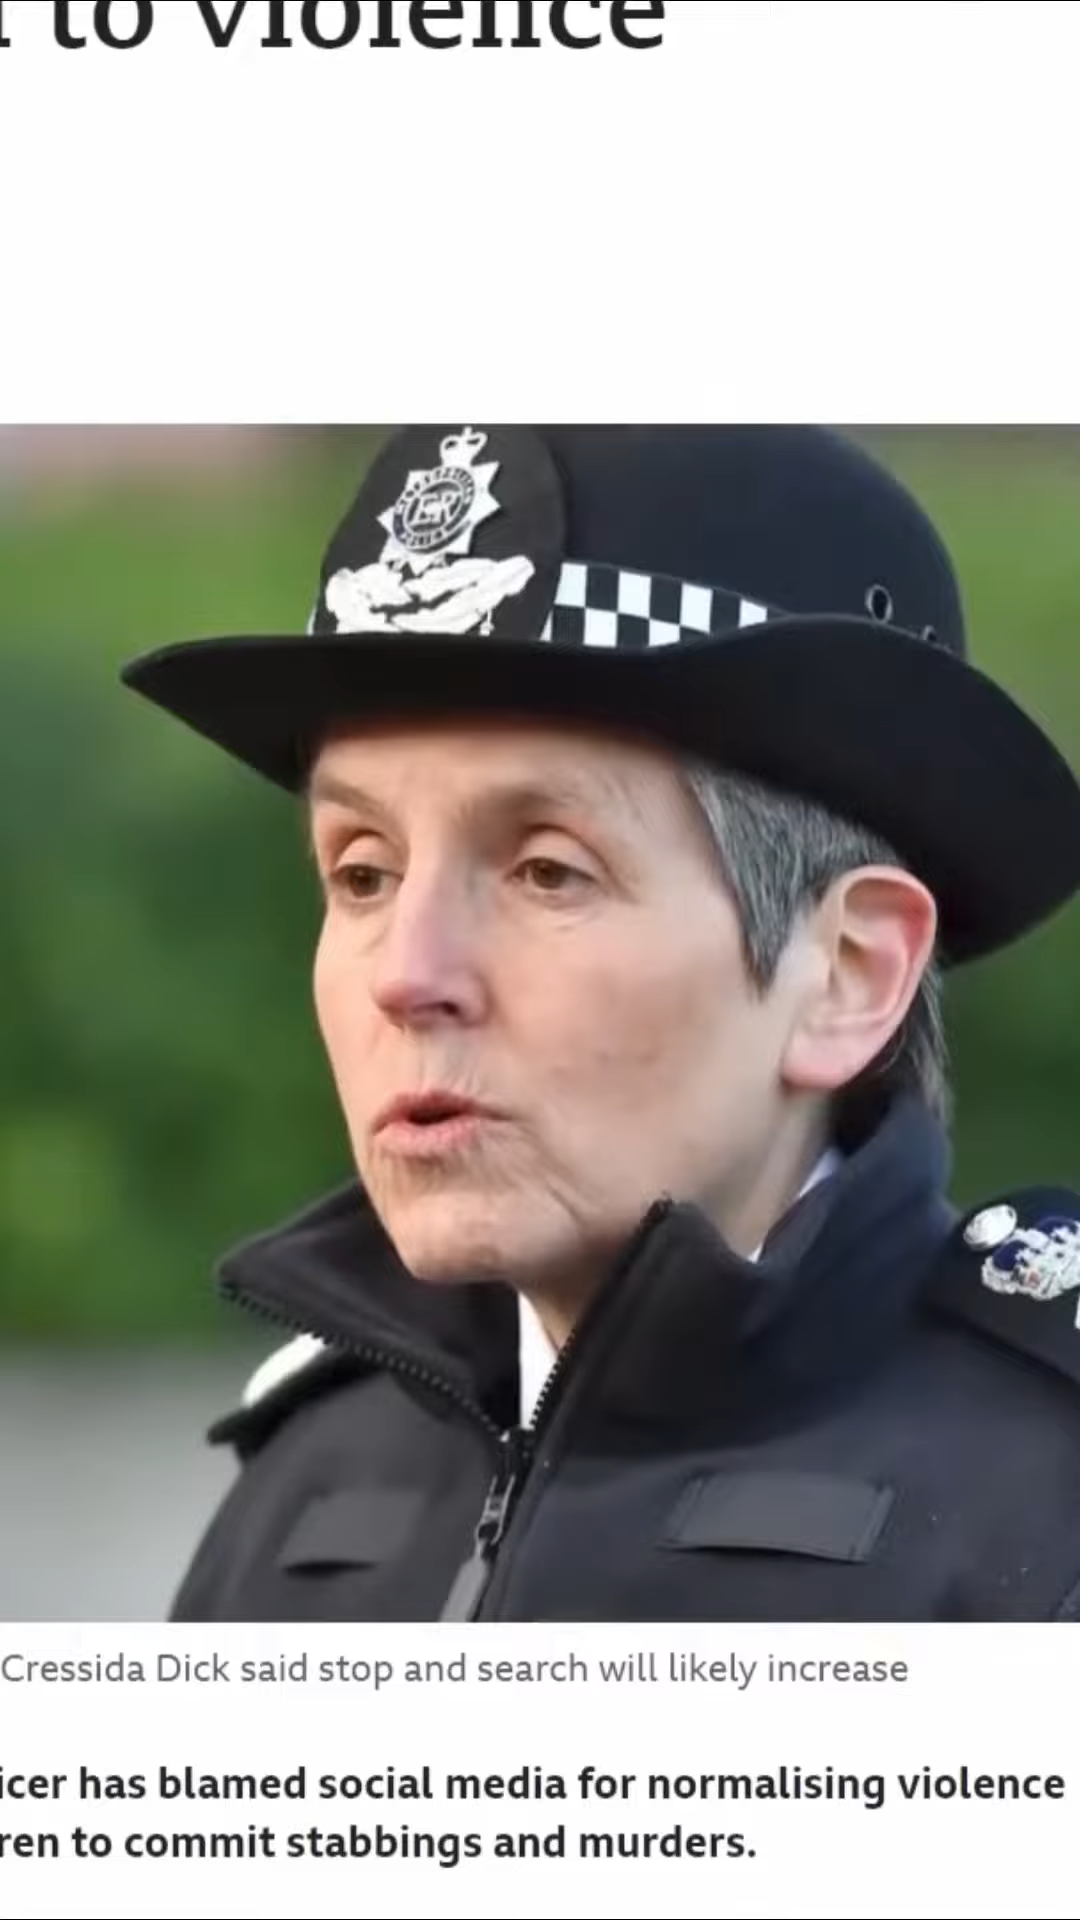 to violence
ER
Cressida Dick said stop and search will likely increase
icer has blamed social media for normalising violence
ren to commit stabbings and murders.